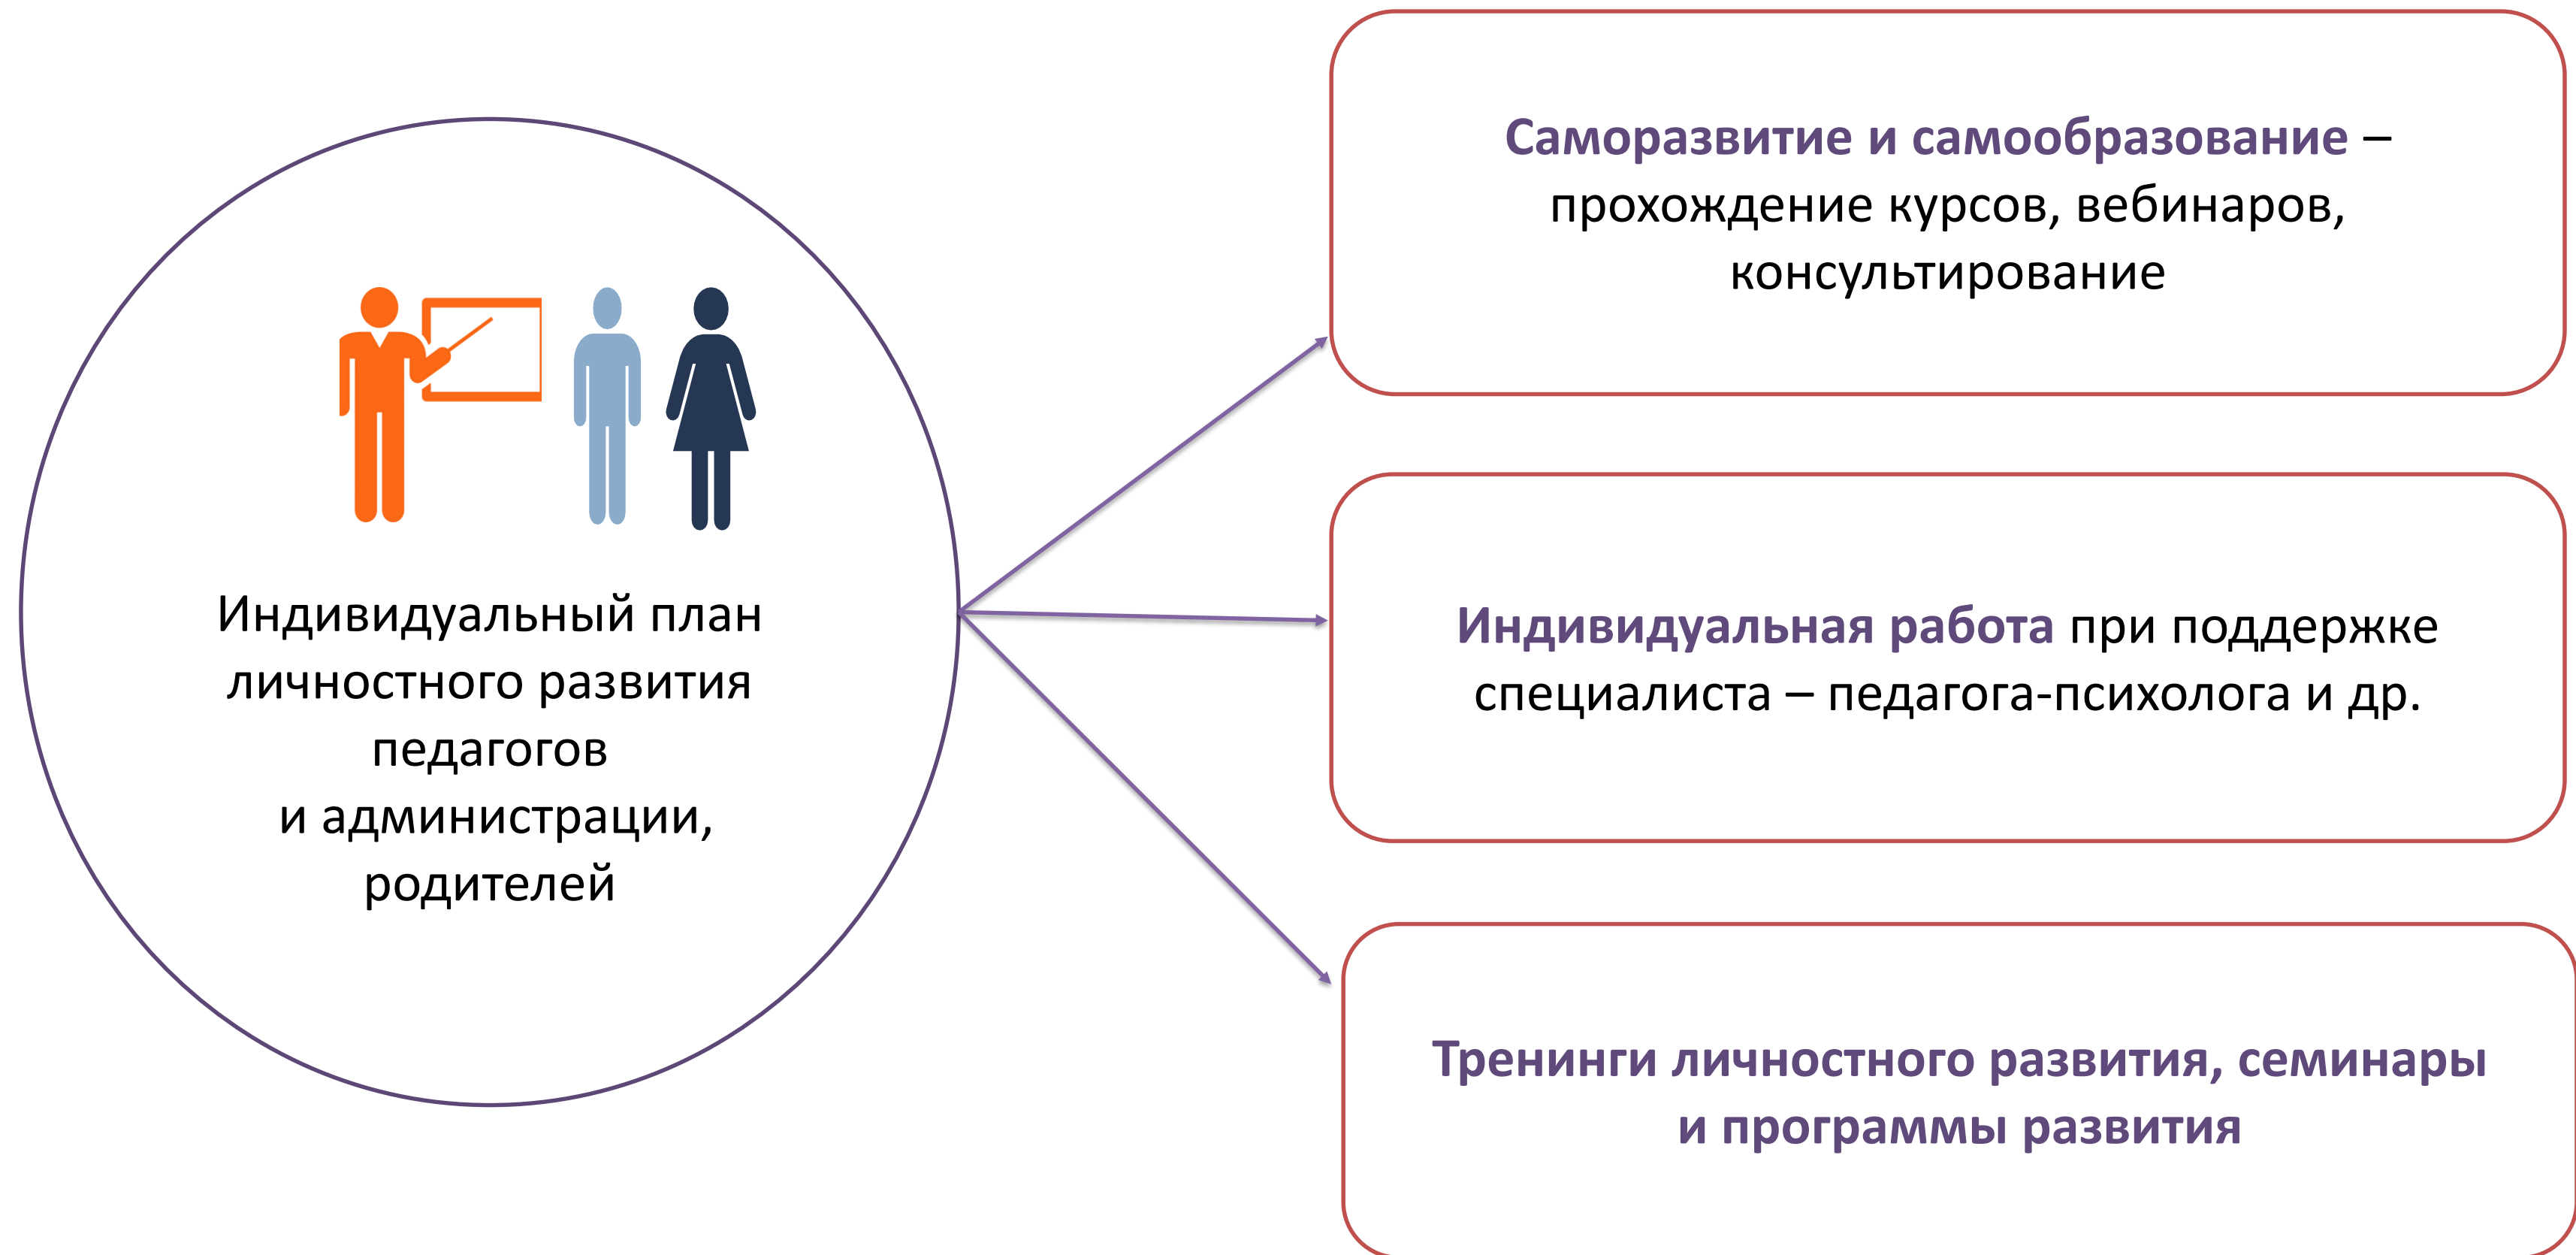 Индивидуальный план
личностного развития
педагогов
и администрации,
родителей
Саморазвитие и самообразование –
прохождение курсов, вебинаров,
консультирование
Индивидуальная работа при поддержке
специалиста – педагога-психолога и др.
Тренинги личностного развития, семинары
и программы развития